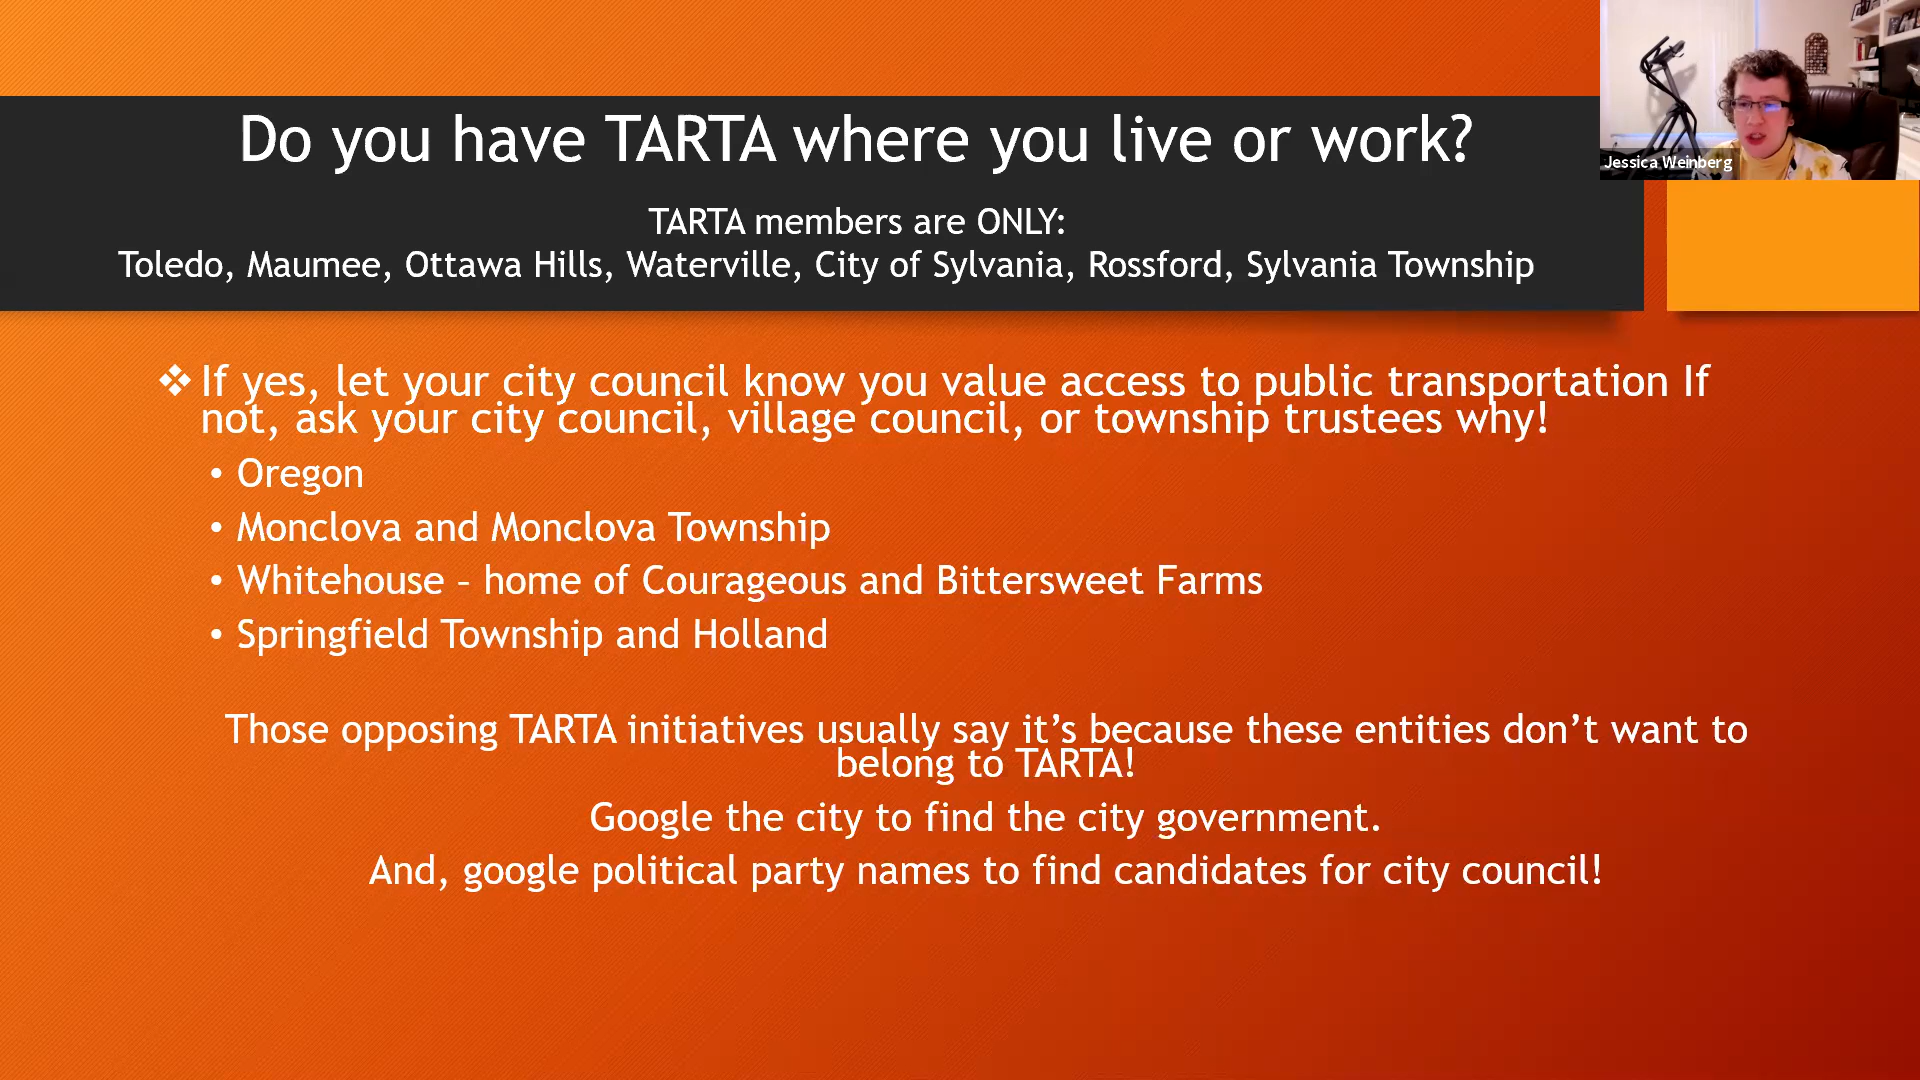 Do you have TARTA where you live or work?
TARTA members are ONLY:
Toledo, Maumee, Ottawa Hills, Waterville, City of Sylvania, Rossford, Sylvania Township
Jessica Weinberg
❖ If yes, let your city council know you value access to public transportation If
not, ask your city council, village council, or township trustees why!
• Oregon
• Monclova and Monclova Township
• Whitehouse – home of Courageous and Bittersweet Farms
• Springfield Township and Holland
Those opposing TARTA initiatives usually say it’s because these entities don’t want to
belong to TARTA!
Google the city to find the city government.
And, google political party names to find candidates for city council!